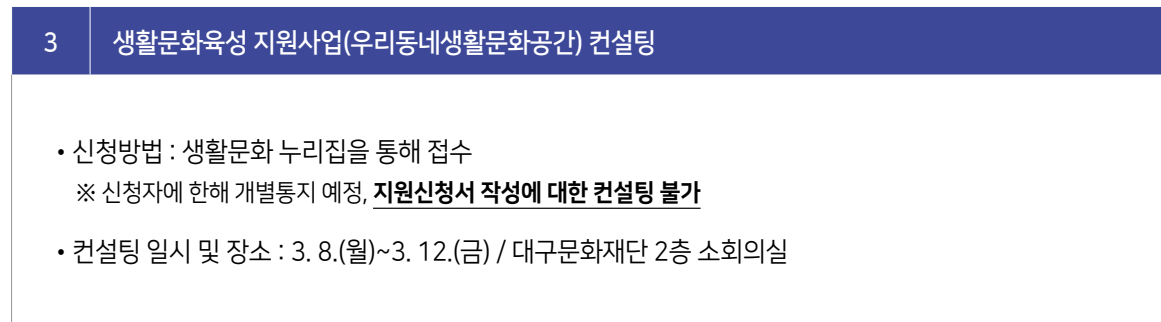 3 생활문화육성 지원사업(우리동네생활문화공간) 컨설팅
• 신청방법 : 생활문화 누리집을 통해 접수
※ 신청자에 한해 개별통지 예정, 지원신청서 작성에 대한 컨설팅 불가
• 컨설팅 일시 및 장소 : 3. 8.(월)~3. 12.(금) / 대구문화재단 2층 소회의실